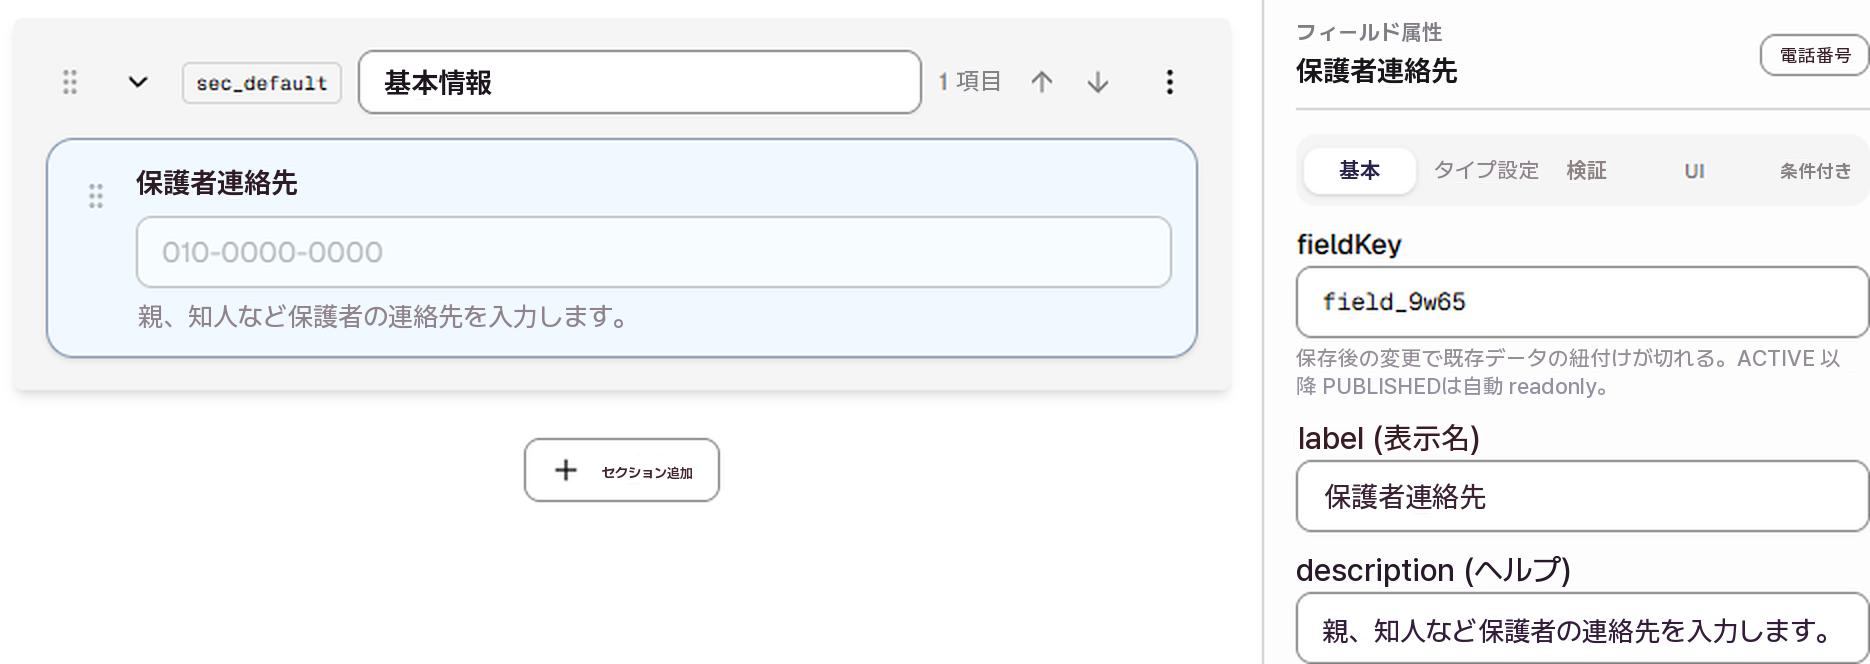 sec_default
基本情報
1 項目
保護者連絡先
010-0000-0000
親、知人など保護者の連絡先を入力します。
セクション追加
フィールド属性
保護者連絡先
電話番号
基本
タイプ設定
検証
UI
条件付き
fieldKey
field_9w65
保存後の変更で既存データの紐付けが切れる。ACTIVE 以
降 PUBLISHEDは自動 readonly。
label (表示名)
保護者連絡先
description (ヘルプ)
親、知人など保護者の連絡先を入力します。